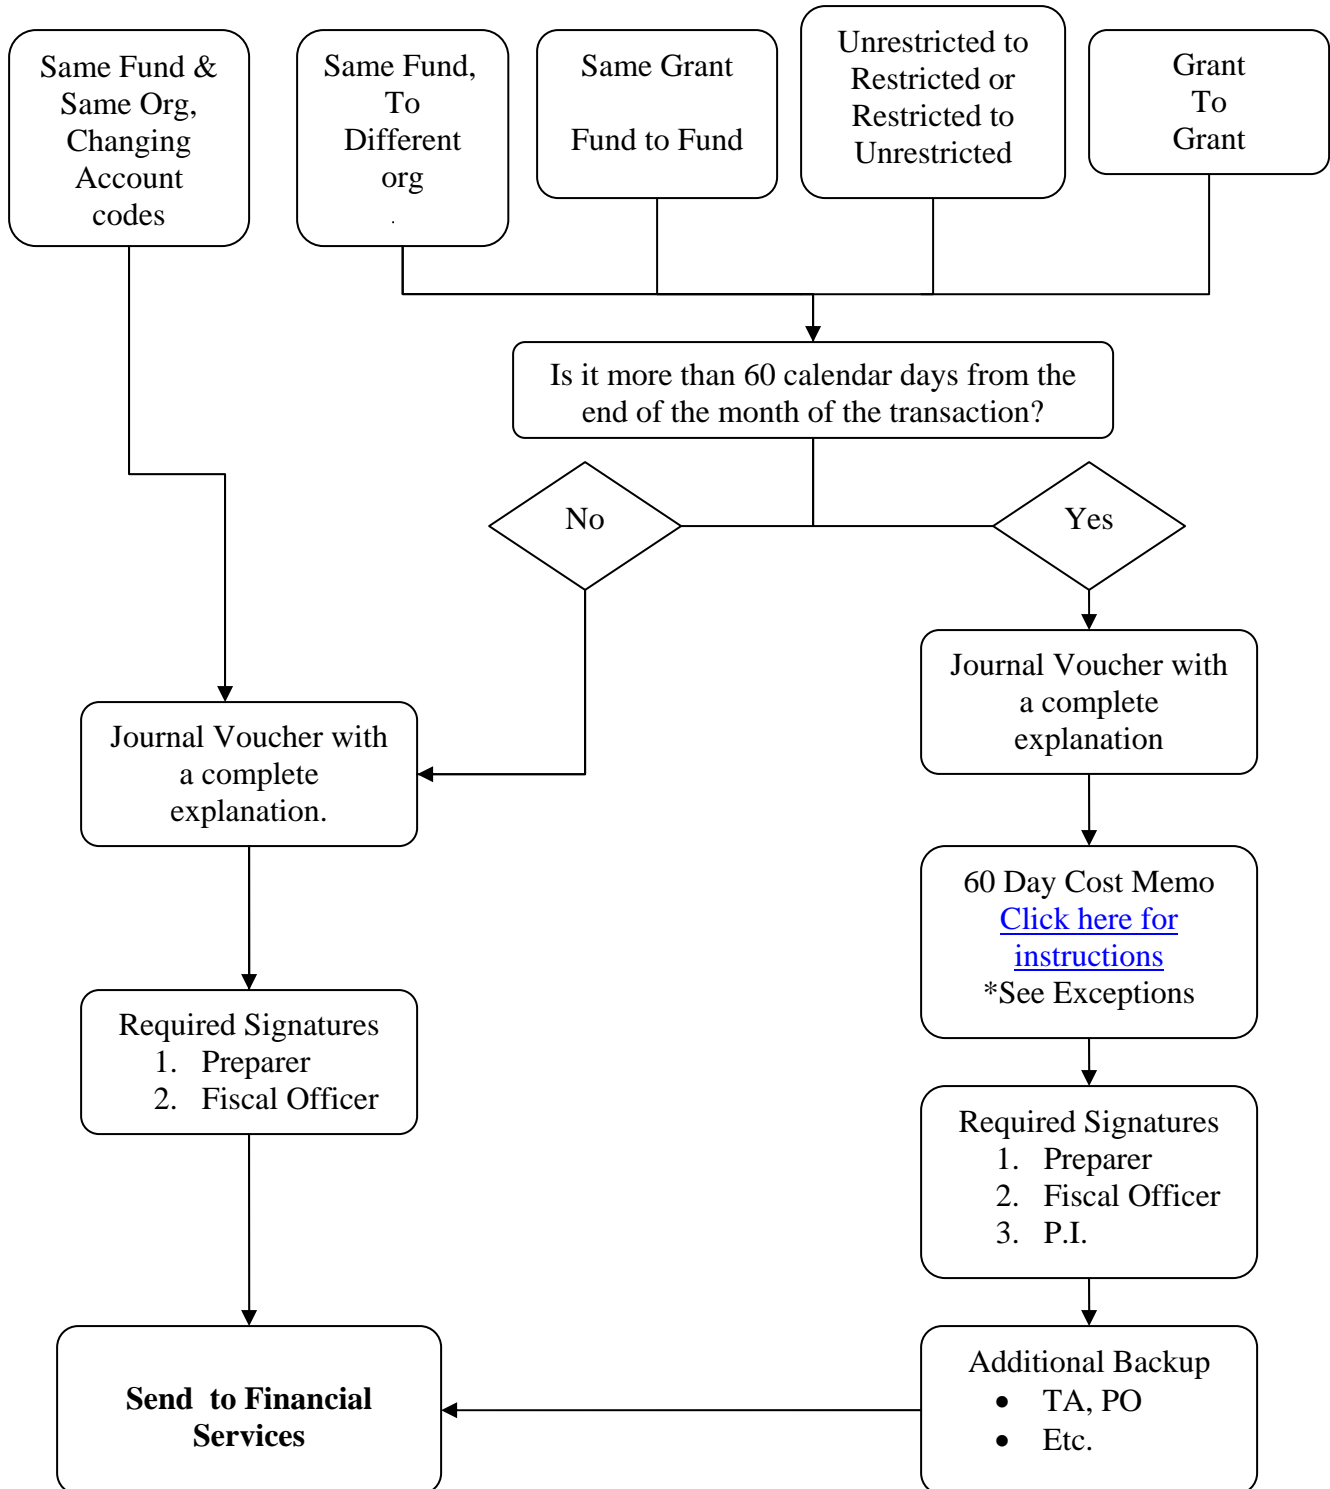 Same Fund &
Same Org,
Changing
Account
codes
Same Fund,
To
Different
org
.
Same Grant
Fund to Fund
Unrestricted to
Restricted or
Restricted to
Unrestricted
Grant
To
Grant
Is it more than 60 calendar days from the
end of the month of the transaction?
No
Yes
Journal Voucher with
a complete
explanation.
Journal Voucher with
a complete
explanation
60 Day Cost Memo
Click here for
instructions
*See Exceptions
Required Signatures
1. Preparer
2. Fiscal Officer
Required Signatures
1. Preparer
2. Fiscal Officer
3. P.I.
Send to Financial
Services
Additional Backup
• TA, PO
• Etc.